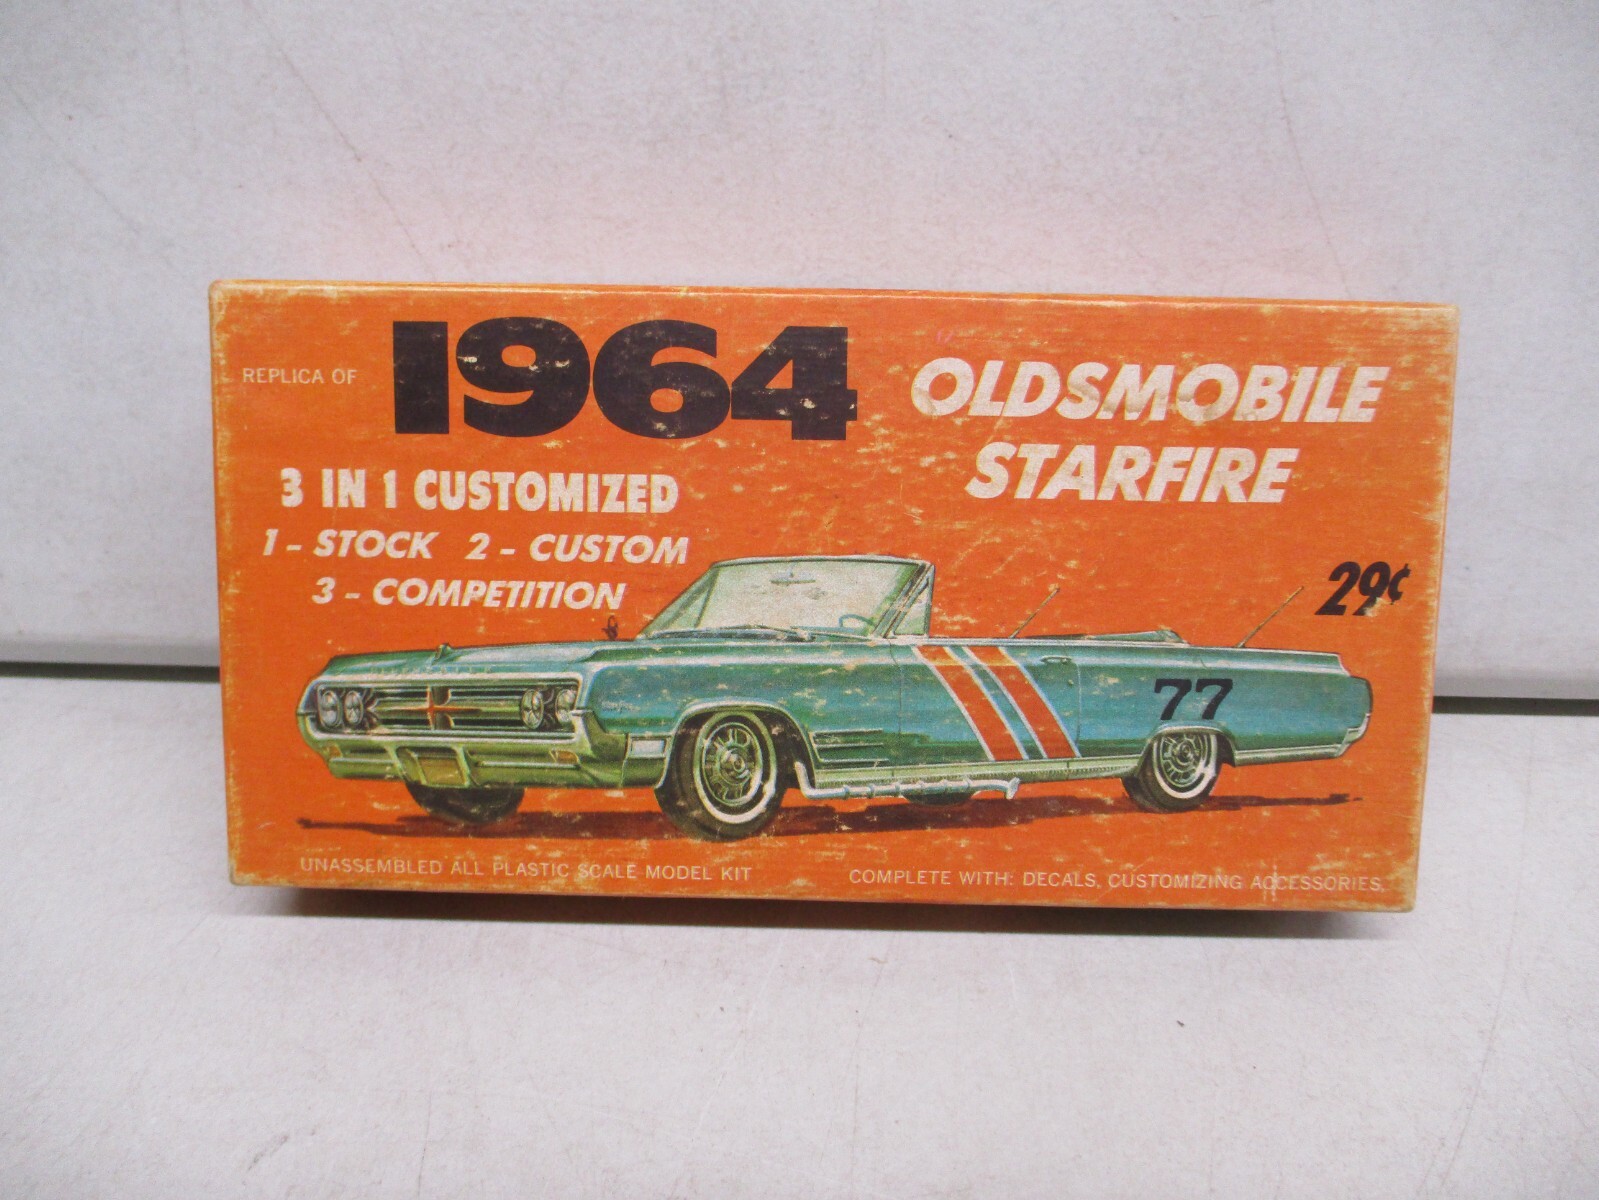 REPLICA OF 1964
OLDSMOBILE
STARFIRE
3 IN 1 CUSTOMIZED
1 - STOCK 2 - CUSTOM
3 - COMPETITION
29¢
77
UNASSEMBLED ALL PLASTIC SCALE MODEL KIT
COMPLETE WITH: DECALS, CUSTOMIZING ACCESSORIES.